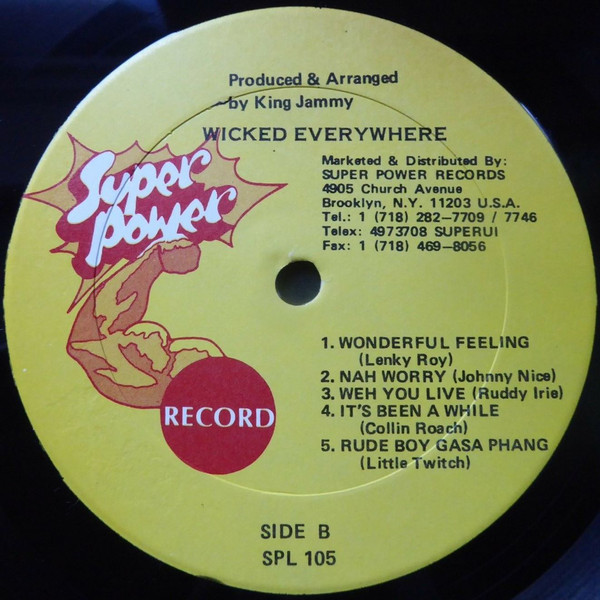 Produced & Arranged
by King Jammy
WICKED EVERYWHERE
Super
Power
RECORD
Marketed & Distributed By:
SUPER POWER RECORDS
4905 Church Avenue
Brooklyn, N.Y. 11203 U.S.A.
Tel.: 1 (718) 282-7709 / 7746
Telex: 4973708 SUPERUI
Fax: 1 (718) 469-8056
1. WONDERFUL FEELING
(Lenky Roy)
2. NAH WORRY (Johnny Nice)
3. WEH YOU LIVE (Ruddy Irie)
4. IT'S BEEN A WHILE
(Collin Roach)
5. RUDE BOY GASA PHANG
(Little Twitch)
SIDE B
SPL 105